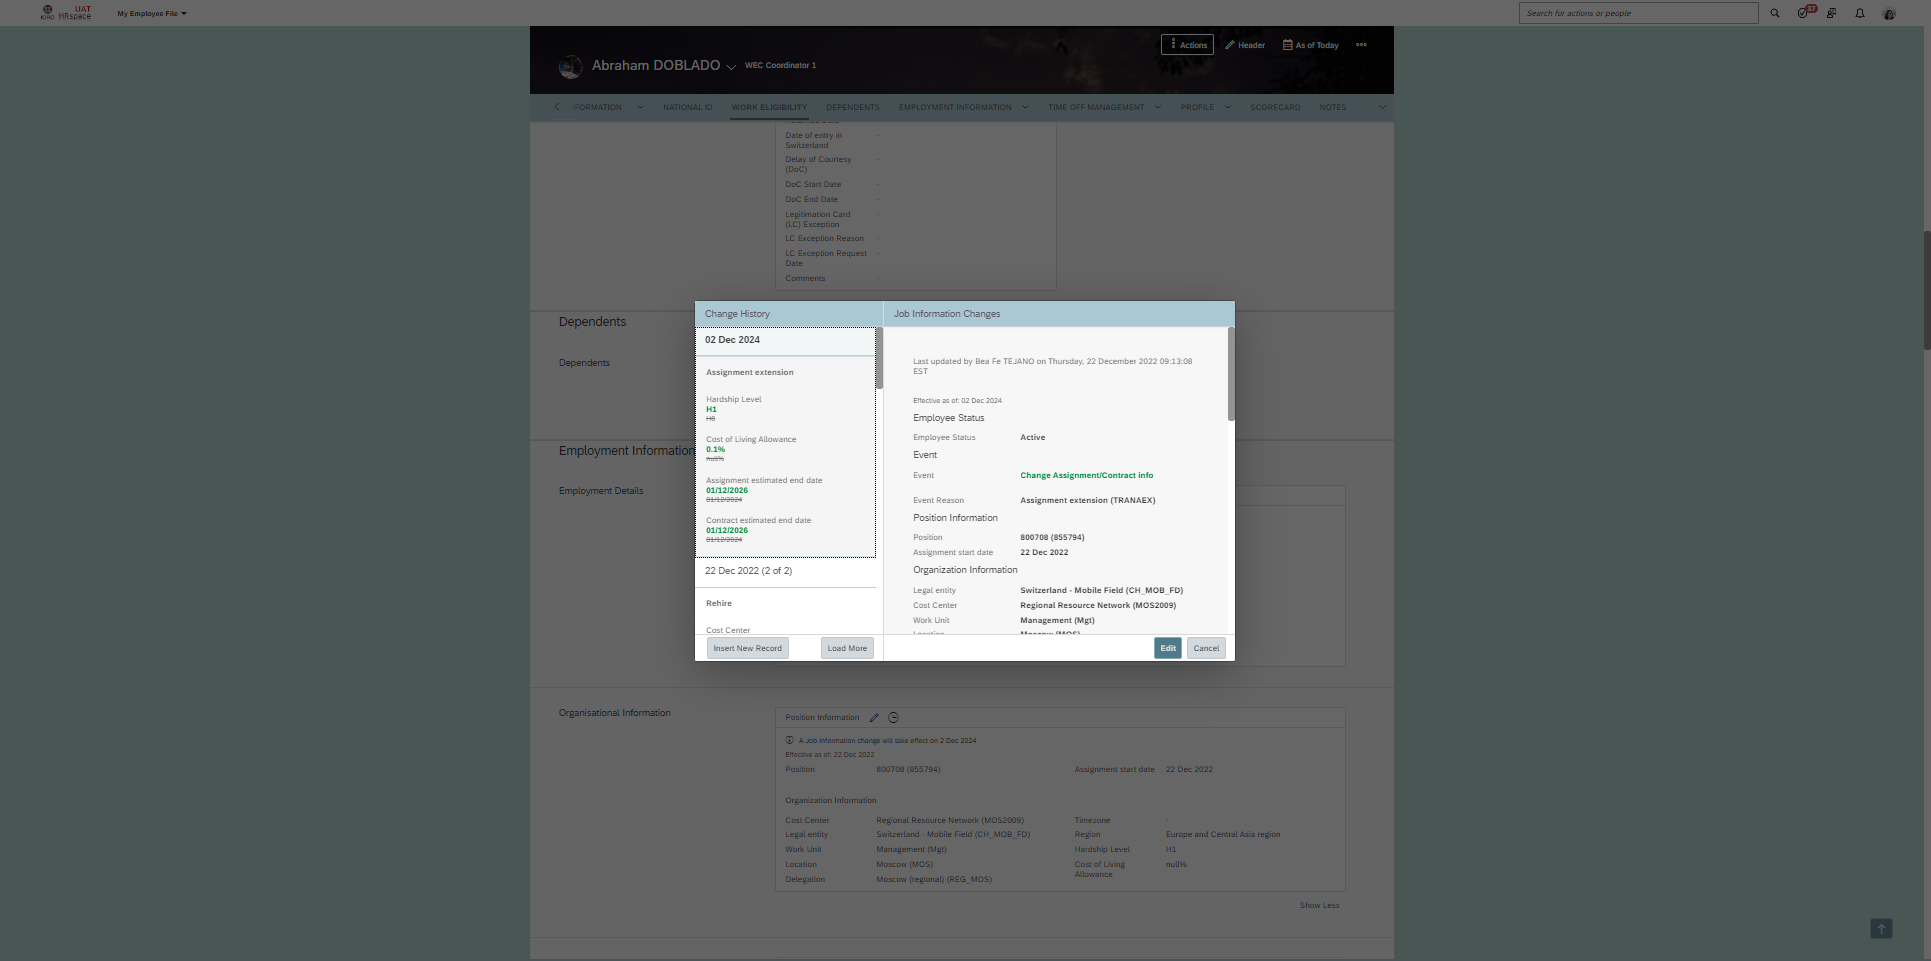 ICRC UAT HRspace
My Employee File
Search for actions or people
37
Actions
Header
As of Today
Abraham DOBLADO
WEC Coordinator 1
FORMATION
NATIONAL ID
WORK ELIGIBILITY
DEPENDENTS
EMPLOYMENT INFORMATION
TIME OFF MANAGEMENT
PROFILE
SCORECARD
NOTES
Date of entry in
Switzerland
-
Delay of Courtesy
(DoC)
-
DoC Start Date -
DoC End Date -
Legitimation Card
(LC) Exception
-
LC Exception Reason -
LC Exception Request
Date
-
Comments -
Dependents
Dependents
Employment Information
Employment Details
Change History
02 Dec 2024
Assignment extension
Hardship Level
H1
H0
Cost of Living Allowance
0.1%
null%
Assignment estimated end date
01/12/2026
01/12/2024
Contract estimated end date
01/12/2026
01/12/2024
22 Dec 2022 (2 of 2)
Rehire
Cost Center
Insert New Record
Load More
Job Information Changes
Last updated by Bea Fe TEJANO on Thursday, 22 December 2022 09:13:08
EST
Effective as of: 02 Dec 2024
Employee Status
Employee Status Active
Event
Event Change Assignment/Contract info
Event Reason Assignment extension (TRANAEX)
Position Information
Position 800708 (855794)
Assignment start date 22 Dec 2022
Organization Information
Legal entity Switzerland - Mobile Field (CH_MOB_FD)
Cost Center Regional Resource Network (MOS2009)
Work Unit Management (Mgt)
Location Moscow (MOS)
Edit
Cancel
Organisational Information
Position Information
A Job Information change will take effect on 2 Dec 2024
Effective as of: 22 Dec 2022
Position 800708 (855794) Assignment start date 22 Dec 2022
Organization Information
Cost Center Regional Resource Network (MOS2009) Timezone -
Legal entity Switzerland - Mobile Field (CH_MOB_FD) Region Europe and Central Asia region
Work Unit Management (Mgt) Hardship Level H1
Location Moscow (MOS) Cost of Living Allowance null%
Delegation Moscow (regional) (REG_MOS)
Show Less